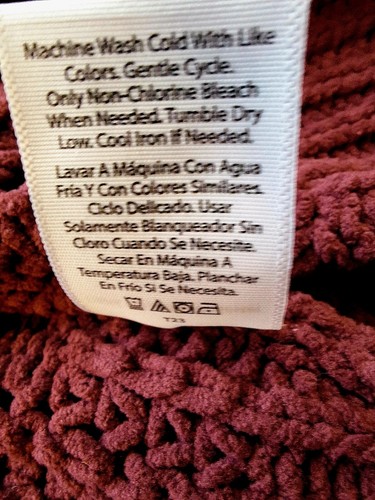 Machine Wash Cold With Like
Colors. Gentle Cycle.
Only Non-Chlorine Bleach
When Needed. Tumble Dry
Low. Cool Iron If Needed.
Lavar A Máquina Con Agua
Fría Y Con Colores Similares.
Ciclo Delicado. Usar
Solamente Blanqueador Sin
Cloro Cuando Se Necesite.
Secar En Máquina A
Temperatura Baja. Planchar
En Frío Si Se Necesita.
T23